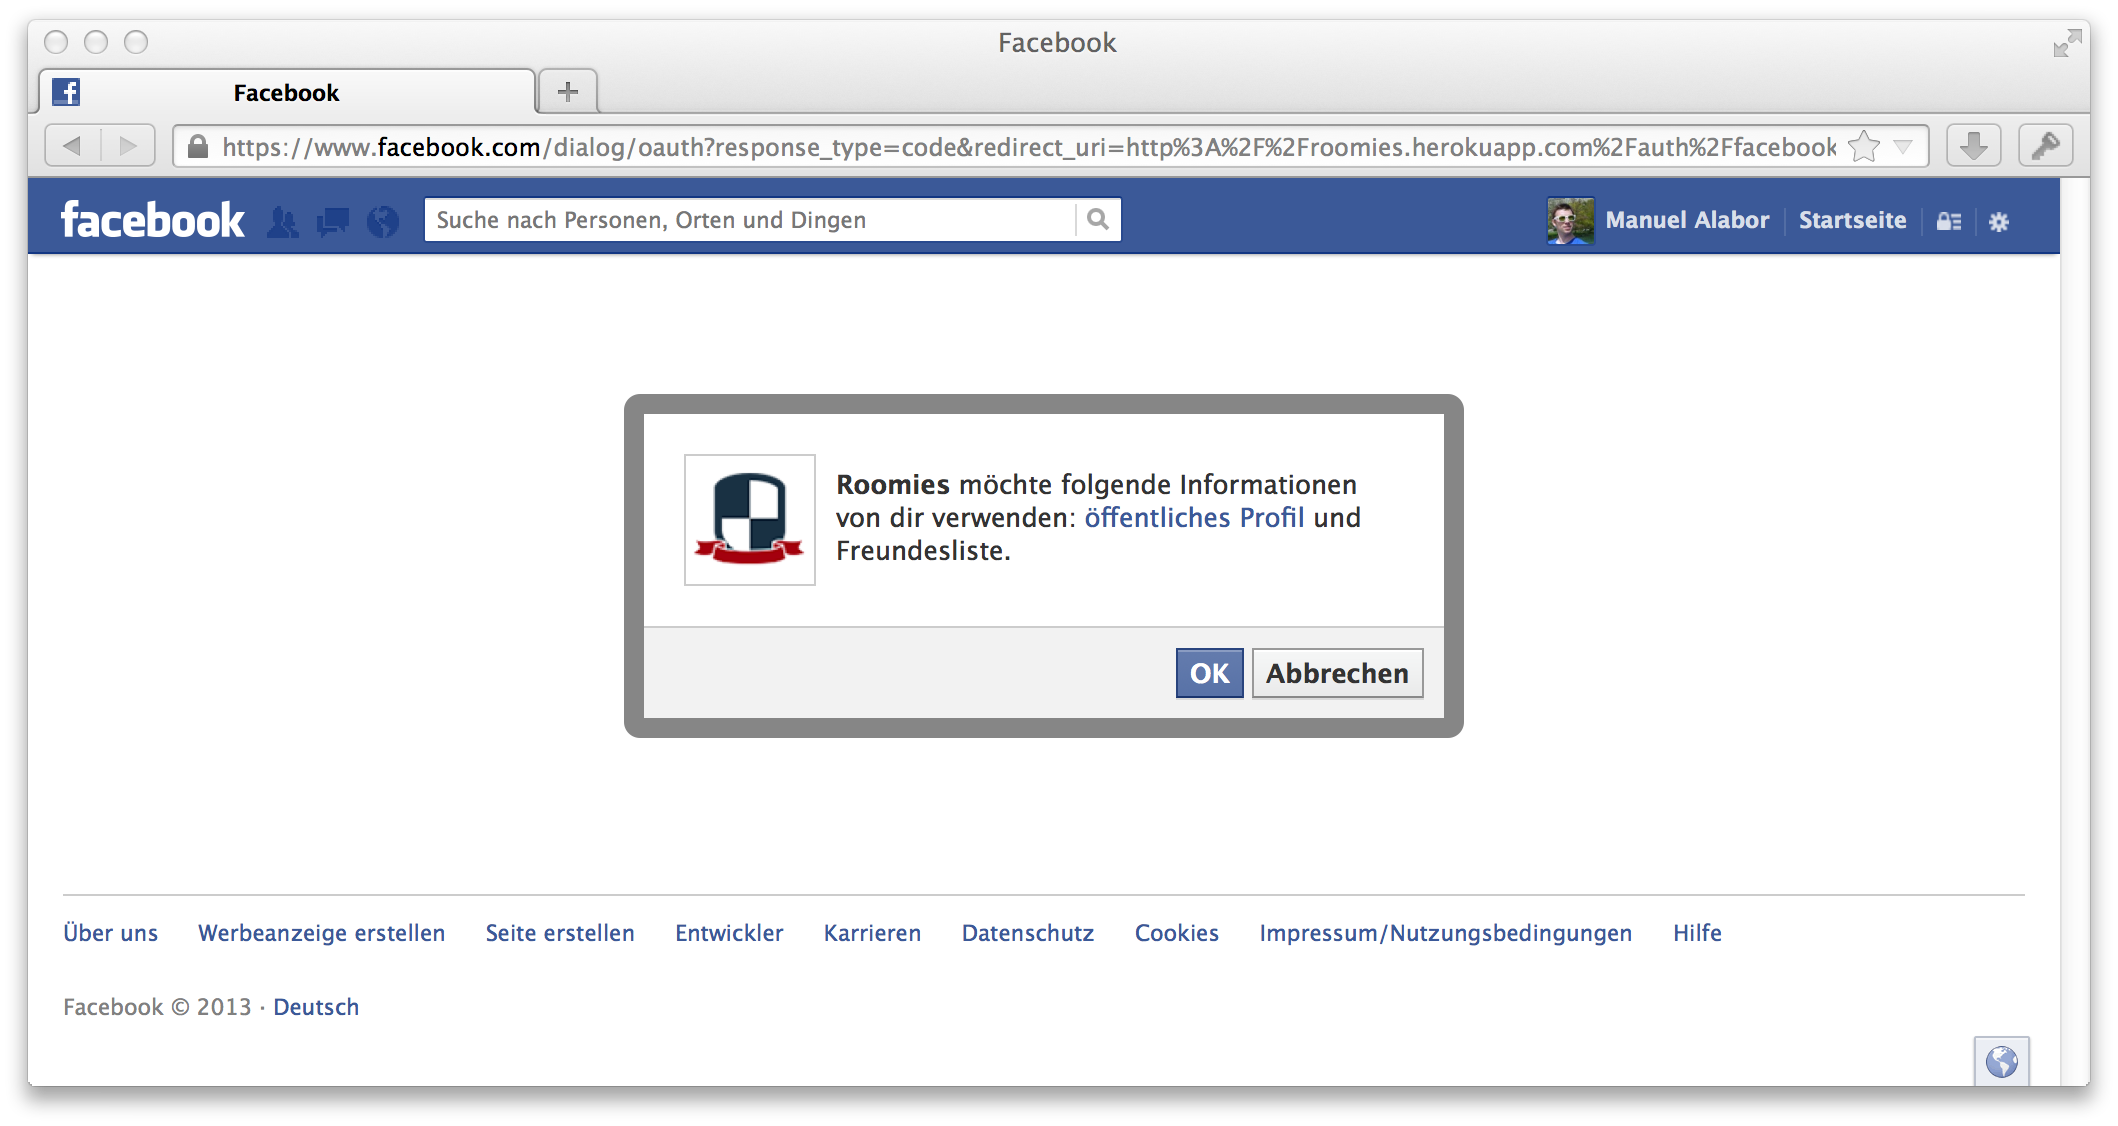 Facebook
Facebook
https://www.facebook.com/dialog/oauth?response_type=code&redirect_uri=http%3A%2F%2Froomies.herokuapp.com%2Fauth%2Ffacebook
facebook
Suche nach Personen, Orten und Dingen
Manuel Alabor
Startseite
Roomies möchte folgende Informationen
von dir verwenden: öffentliches Profil und
Freundesliste.
OK
Abbrechen
Über uns
Werbeanzeige erstellen
Seite erstellen
Entwickler
Karrieren
Datenschutz
Cookies
Impressum/Nutzungsbedingungen
Hilfe
Facebook © 2013 · Deutsch